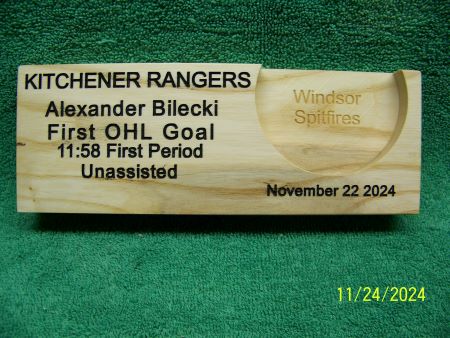 KITCHENER RANGERS
Alexander Bilecki
First OHL Goal
11:58 First Period
Unassisted
Windsor
Spitfires
November 22 2024
11/24/2024